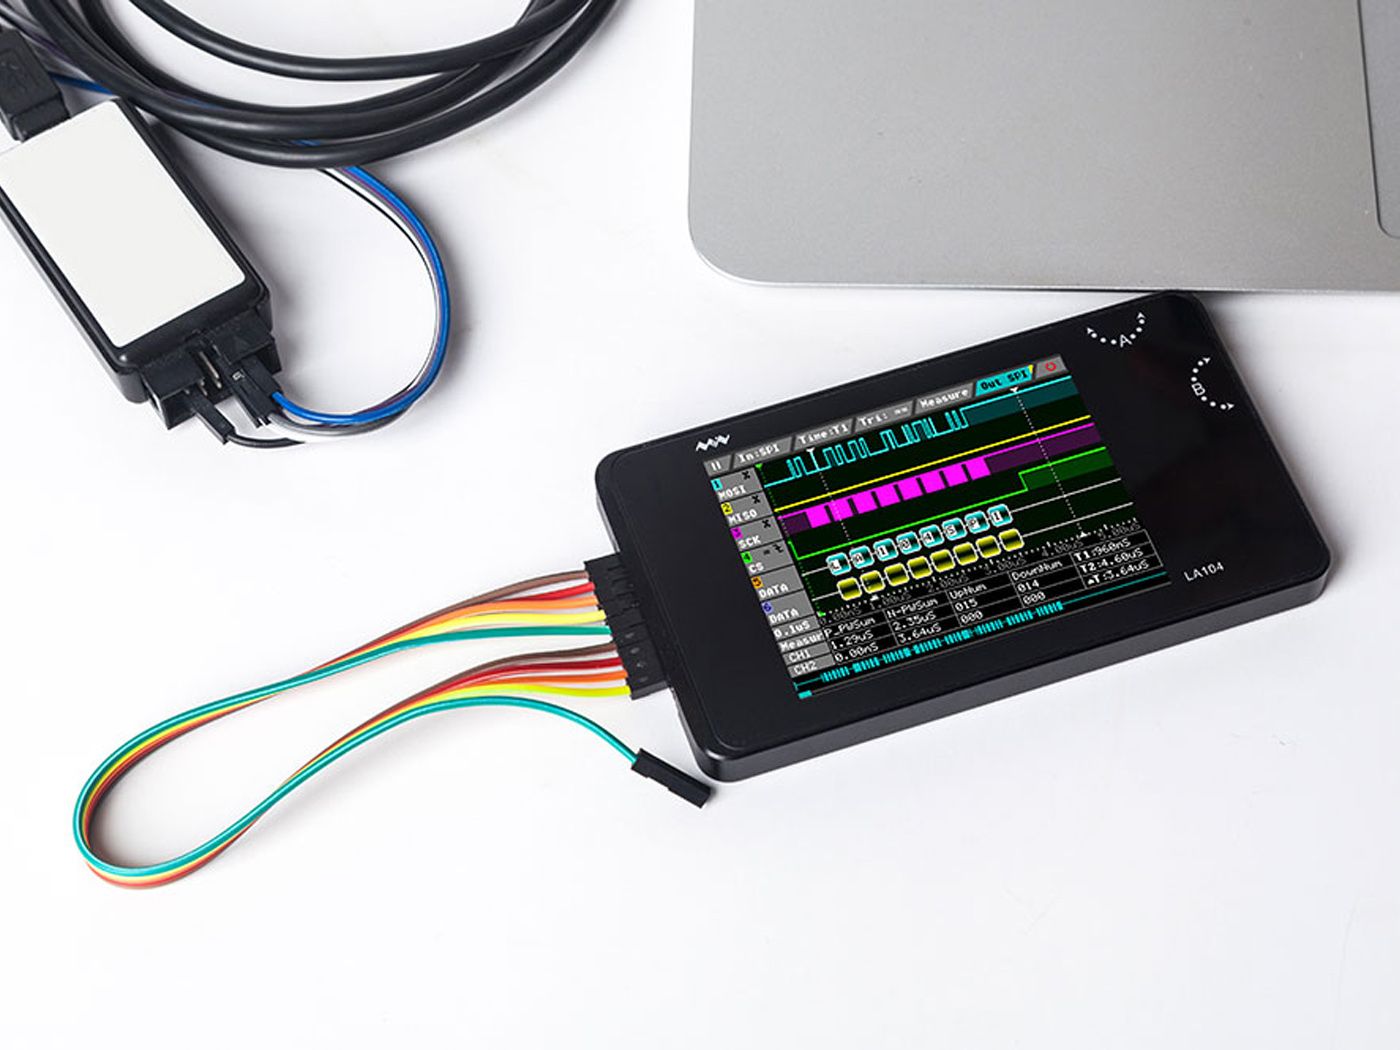 A
B
In:SPI
Time:T1
Tri: ==
Measure
Out SPI
1
MOSI
2
MISO
3
SCK
4
CS
5
DATA
6
DATA
0.1uS
Measur P_PWSum N-PWSum UpNum DownNum T1:960nS
CH1 1.29uS 2.35uS 015 014 T2:4.60uS
CH2 0.00nS 3.64uS 000 000 ▲T:3.64uS
LA104